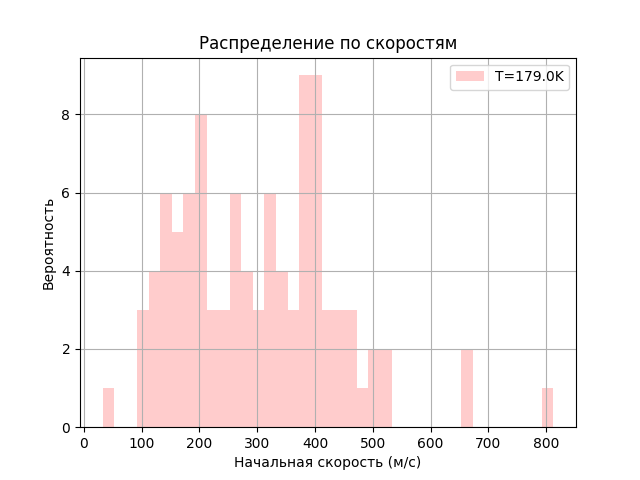 Распределение по скоростям
T=179.0K
Вероятность
8
6
4
2
0
0 100 200 300 400 500 600 700 800
Начальная скорость (м/с)